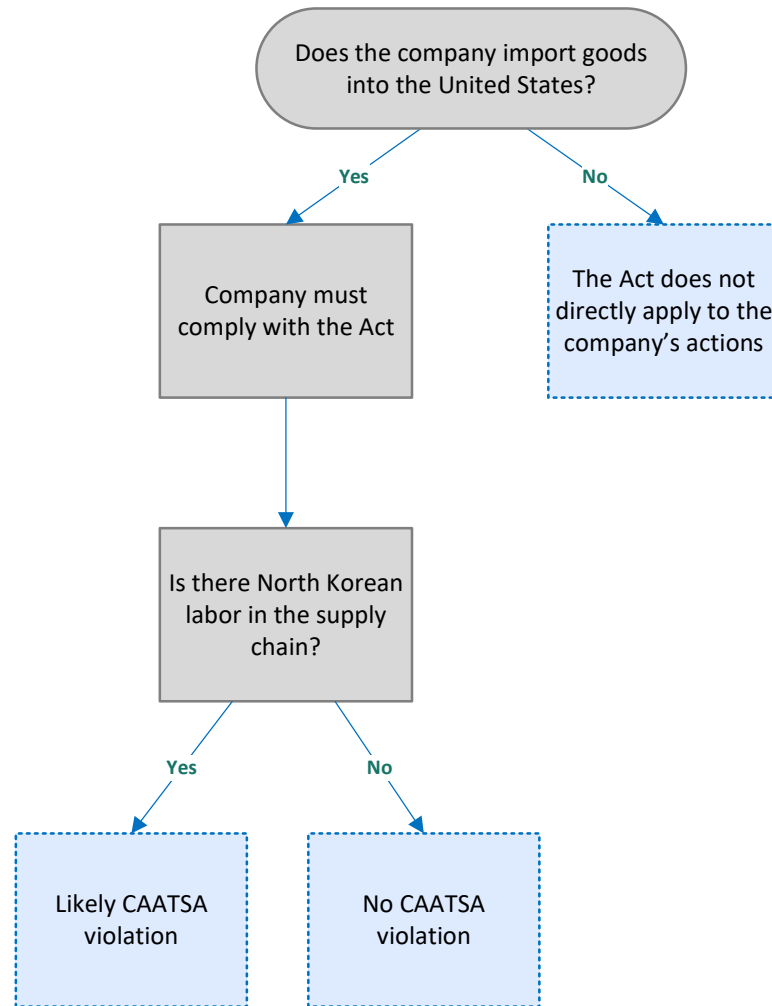 Does the company import goods
into the United States?
Yes
No
Company must
comply with the Act
The Act does not
directly apply to the
company’s actions
Is there North Korean
labor in the supply
chain?
Yes
No
Likely CAATSA
violation
No CAATSA
violation